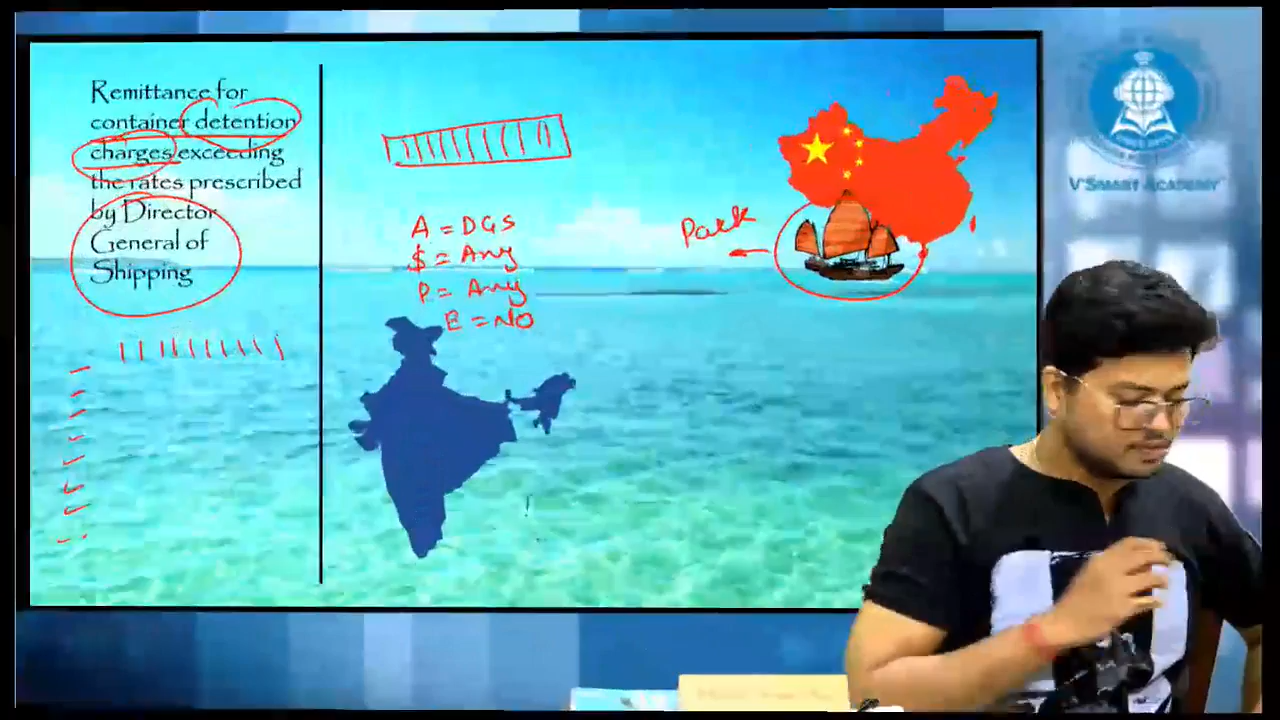 Remittance for
container detention
charges exceeding
the rates prescribed
by Director
General of
Shipping
A = DGS
$ = Any
P = Any
E = NO
Park
V'SMART ACADEMY